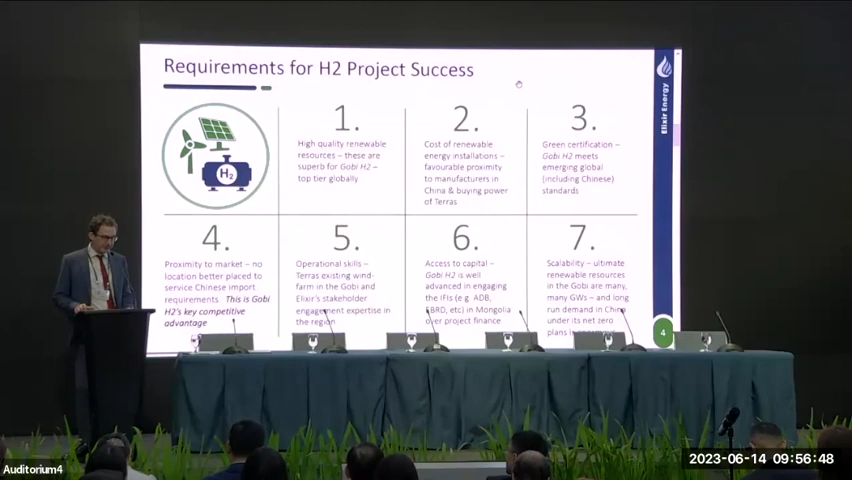 Requirements for H2 Project Success
Elixir Energy
H2
1.
High quality renewable
resources – these are
superb for Gobi H2 –
top tier globally
2.
Cost of renewable
energy installations –
favourable proximity
to manufacturers in
China & buying power
of Terras
3.
Green certification –
Gobi H2 meets
emerging global
(including Chinese)
standards
4.
Proximity to market – no
location better placed to
service Chinese import
requirements This is Gobi
H2's key competitive
advantage
5.
Operational skills –
Terras existing wind-
farm in the Gobi and
Elixir's stakeholder
engagement expertise in
the region
6.
Access to capital –
Gobi H2 is well
advanced in engaging
the IFIs (e.g. ADB,
EBRD, etc) in Mongolia
over project finance
7.
Scalability – ultimate
renewable resources
in the Gobi are many,
many GWs – and long
run demand in China
under its net zero
plans is
4
Auditorium4
2023-06-14 09:56:48